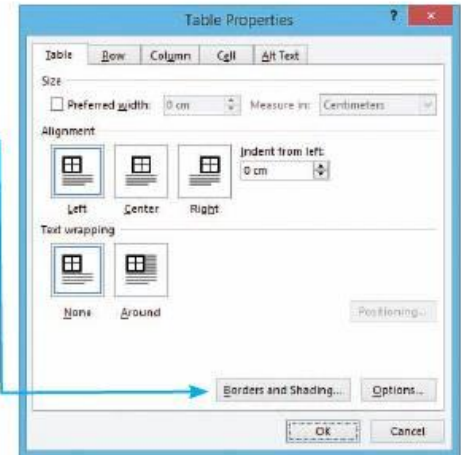 Table Properties
?
Table Row Column Cell Alt Text
Size
Preferred width: 0 cm Measure in: Centimeters
Alignment
Indent from left:
0 cm
Left Center Right
Text wrapping
None Around Positioning...
Borders and Shading... Options...
OK Cancel